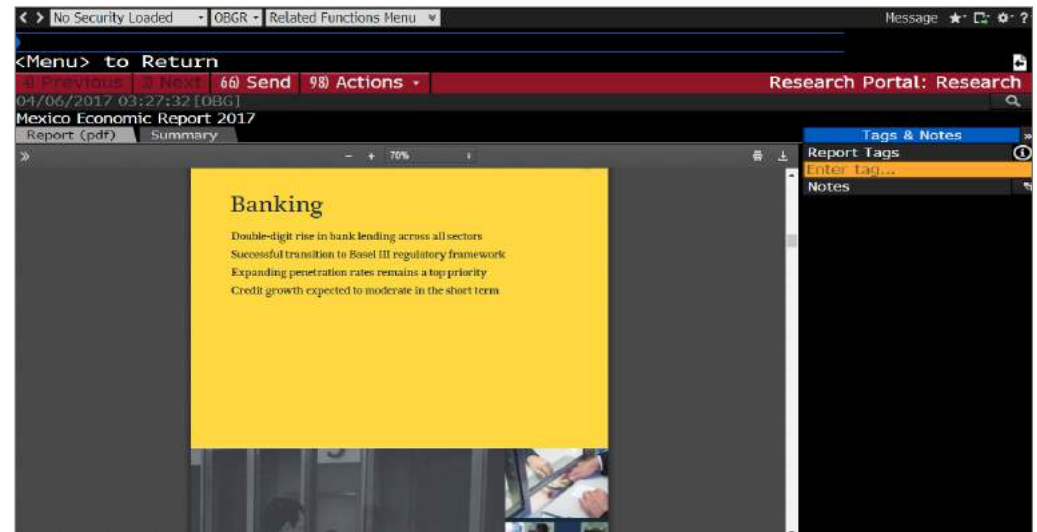 < > No Security Loaded OBGR Related Functions Menu Message ?
<Menu> to Return
Previous Next 66) Send 98) Actions Research Portal: Research
04/06/2017 03:27:32 [OBG]
Mexico Economic Report 2017
Report (pdf) Summary Tags & Notes »
» - + 70% Report Tags
Enter tag...
Notes
Banking
Double-digit rise in bank lending across all sectors
Successful transition to Basel III regulatory framework
Expanding penetration rates remains a top priority
Credit growth expected to moderate in the short term